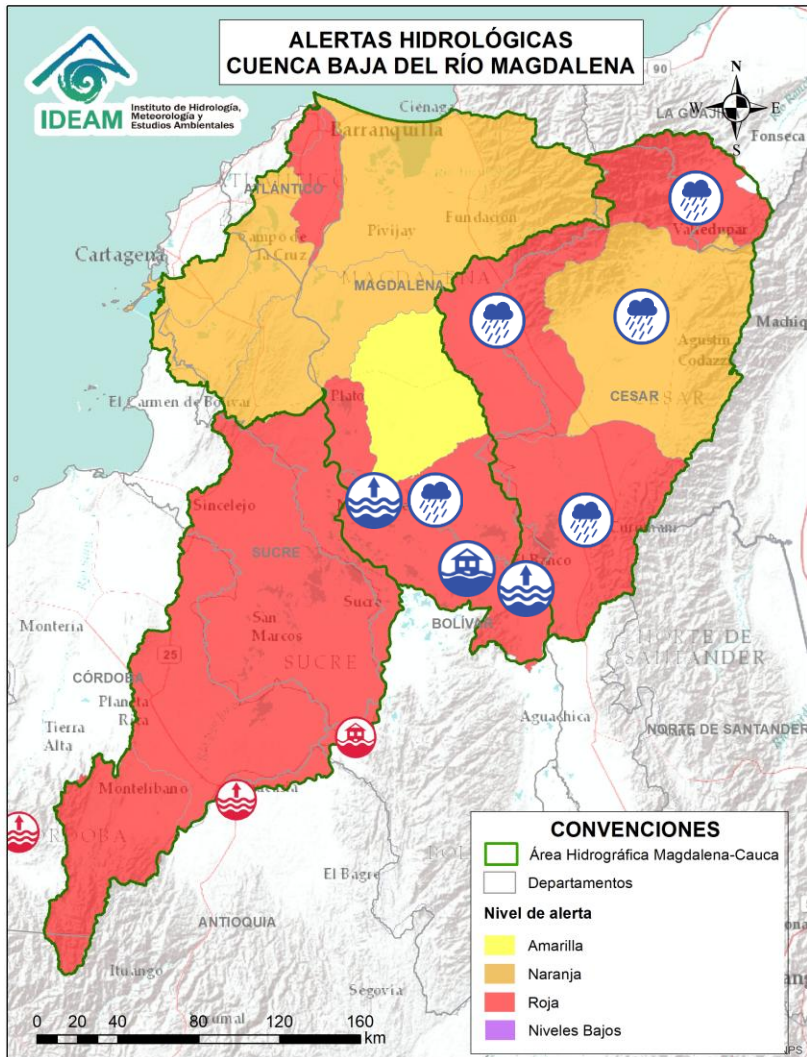 ALERTAS HIDROLÓGICAS
CUENCA BAJA DEL RÍO MAGDALENA
IDEAM
Instituto de Hidrología,
Meteorología y
Estudios Ambientales
N
W E
S
90
Ciénaga
LA GUAJIRA
Fonseca
Barranquilla
ATLÁNTICO
Valledupar
Fundación
Pivijay
Campo de
la Cruz
Cartagena
MAGDALENA
MAGDALENA
Agustín
Codazzi
CESAR
CESAR
Plato
El Carmen de Bolívar
Sincelejo
SUCRE
El Banco
Sucre
San
Marcos
BOLÍVAR
SUCRE
Montería
25
CÓRDOBA
Planeta
Rica
Tierra
Alta
NORTE DE
SANTANDER
Aguachica
NORTE DE SANTANDER
Montelíbano
El Bagre
ANTIOQUIA
Ituango
Segovia
0 20 40 80 120 160
km
CONVENCIONES
Área Hidrográfica Magdalena-Cauca
Departamentos
Nivel de alerta
Amarilla
Naranja
Roja
Niveles Bajos